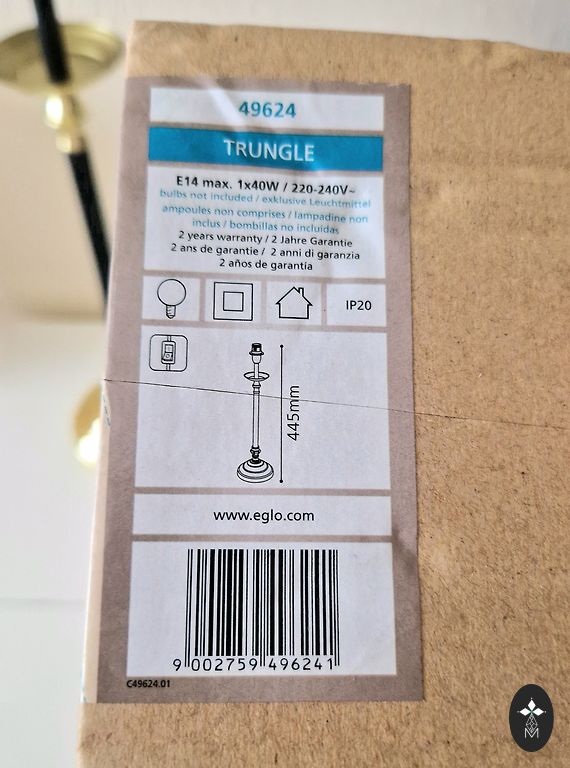 49624
TRUNGLE
E14 max. 1x40W / 220-240V~
bulbs not included / exklusive Leuchtmittel
ampoules non comprises / lampadine non
inclus / bombillas no incluidas
2 years warranty / 2 Jahre Garantie
2 ans de garantie / 2 anni di garanzia
2 años de garantía
IP20
445mm
www.eglo.com
9 002759 496241
C49624.01
M